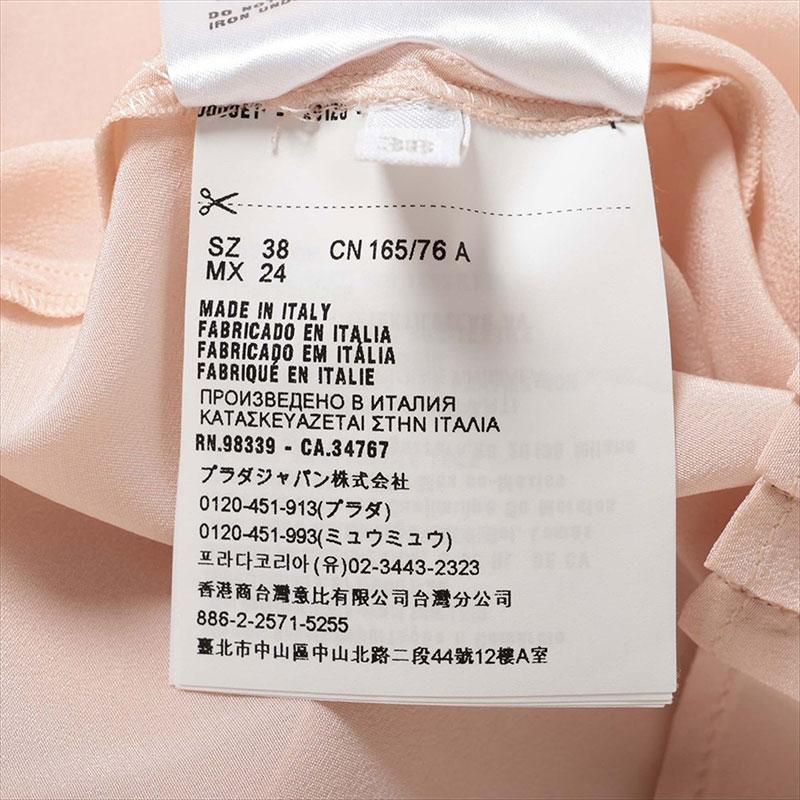 DO NOT
IRON UND
SZ 38 CN 165/76 A
MX 24
MADE IN ITALY
FABRICADO EN ITALIA
FABRICADO EM ITÁLIA
FABRIQUÉ EN ITALIE
ПРОИЗВЕДЕНО В ИТАЛИЯ
ΚΑΤΑΣΚΕΥΑΖΕΤΑΙ ΣΤΗΝ ΙΤΑΛΙΑ
RN.98339 - CA.34767
プラダジャパン株式会社
0120-451-913(プラダ)
0120-451-993(ミュウミュウ)
프라다코리아(유)02-3443-2323
香港商台灣意比有限公司台灣分公司
886-2-2571-5255
臺北市中山區中山北路二段44號12樓A室